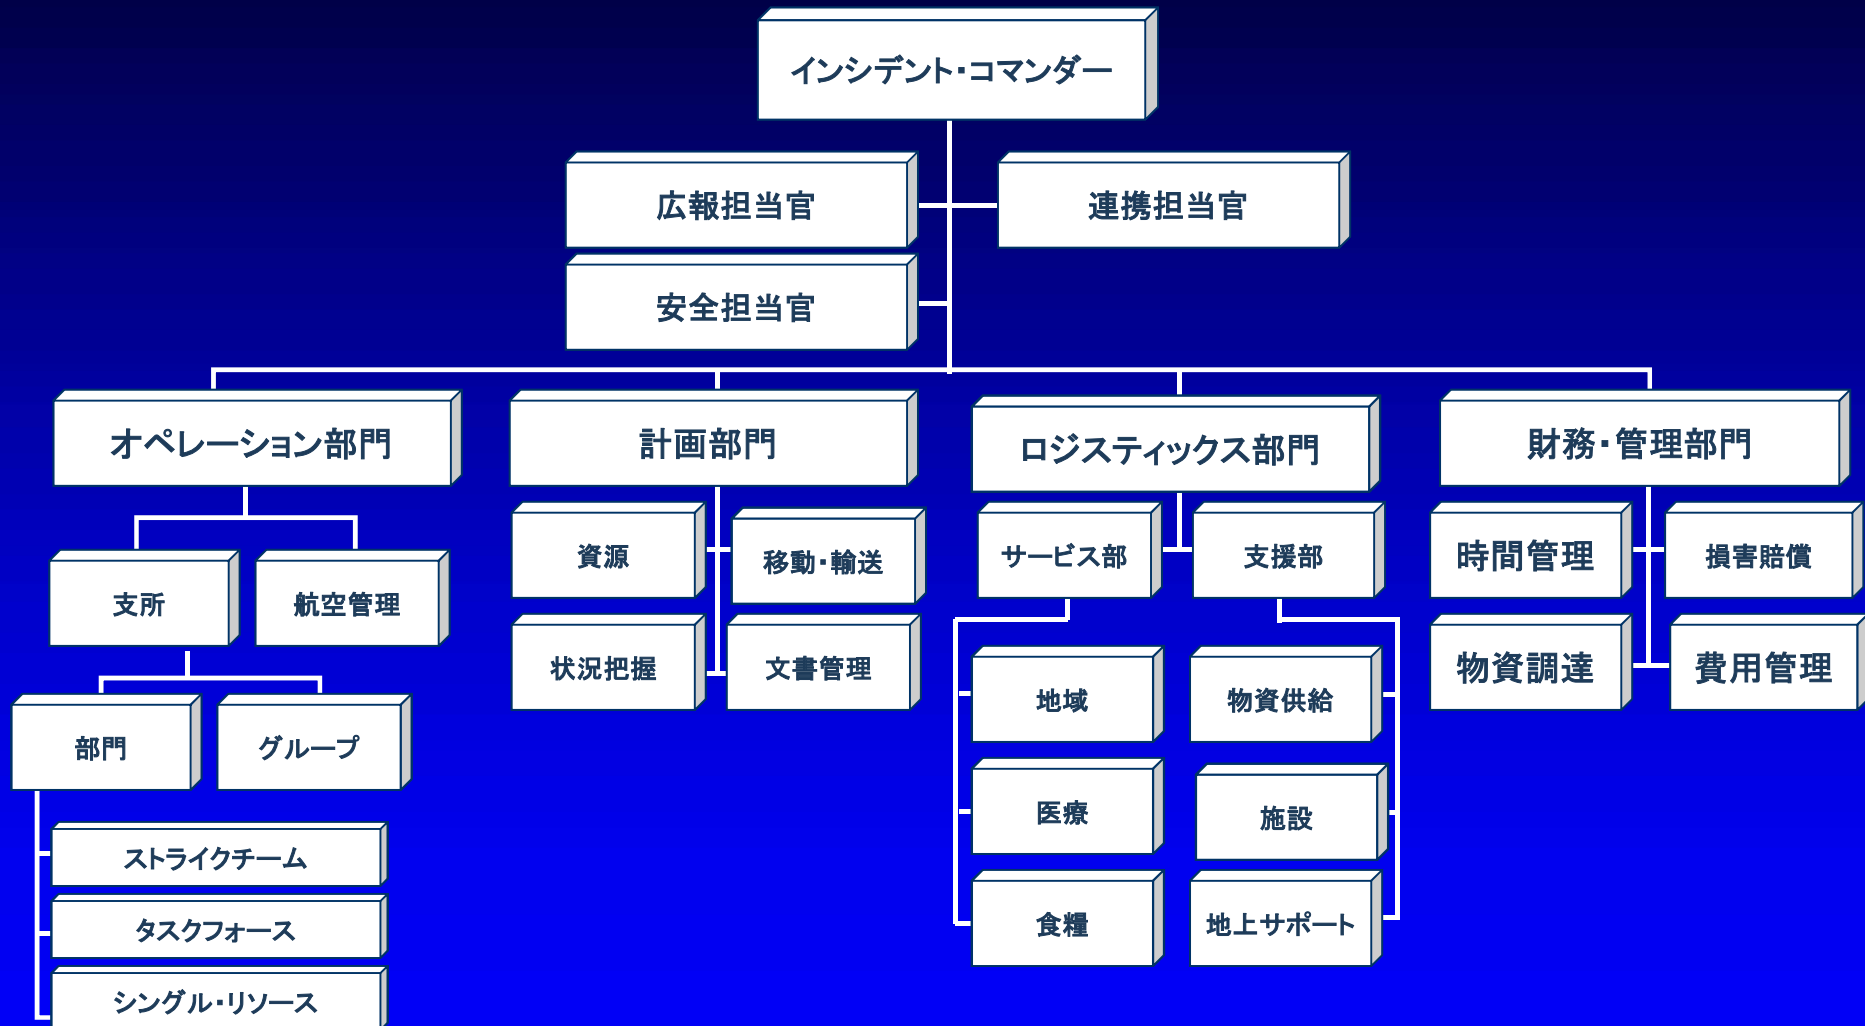 インシデント・コマンダー
広報担当官
連携担当官
安全担当官
オペレーション部門
計画部門
ロジスティックス部門
財務・管理部門
支所
航空管理
部門
グループ
ストライクチーム
タスクフォース
シングル・リソース
資源
移動・輸送
状況把握
文書管理
サービス部
支援部
地域
物資供給
医療
施設
食糧
地上サポート
時間管理
損害賠償
物資調達
費用管理